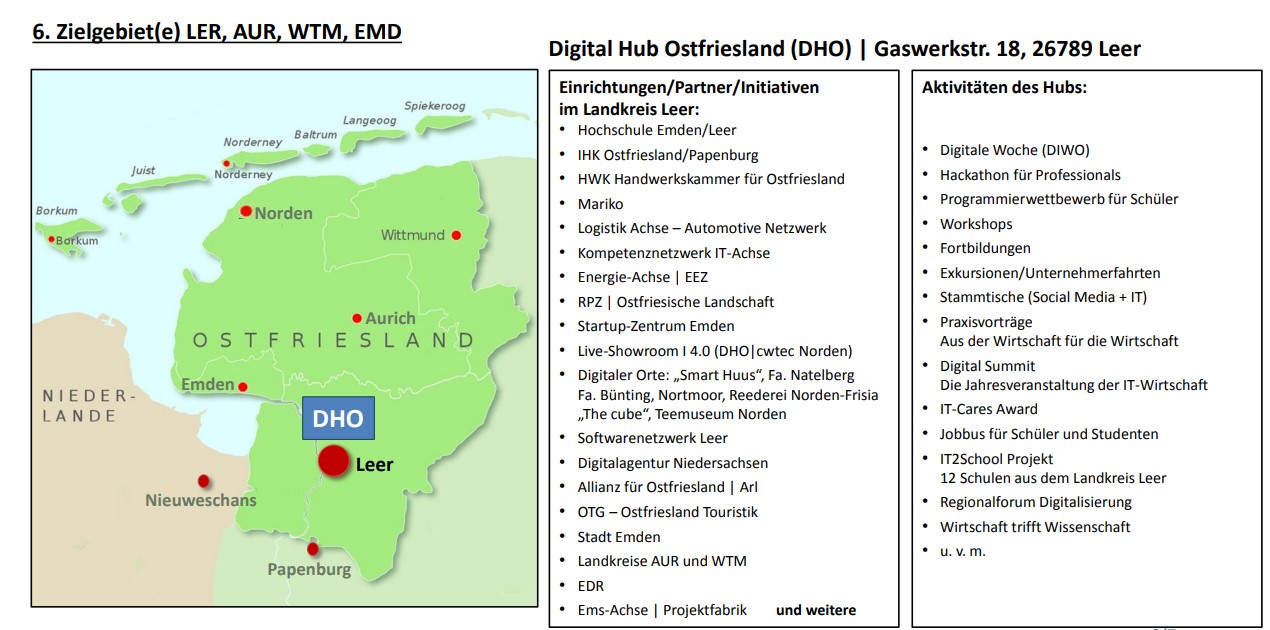 6. Zielgebiet(e) LER, AUR, WTM, EMD
Digital Hub Ostfriesland (DHO) | Gaswerkstr. 18, 26789 Leer
Spiekeroog
Langeoog
Baltrum
Norderney
Norderney
Juist
Borkum
Borkum
Norden
Wittmund
Aurich
OSTFRIESLAND
Emden
NIEDER-
LANDE
DHO
Leer
Nieuweschans
Papenburg
Einrichtungen/Partner/Initiativen
im Landkreis Leer:
• Hochschule Emden/Leer
• IHK Ostfriesland/Papenburg
• HWK Handwerkskammer für Ostfriesland
• Mariko
• Logistik Achse – Automotive Netzwerk
• Kompetenznetzwerk IT-Achse
• Energie-Achse | EEZ
• RPZ | Ostfriesische Landschaft
• Startup-Zentrum Emden
• Live-Showroom I 4.0 (DHO|cwtec Norden)
• Digitaler Orte: „Smart Huus“, Fa. Natelberg
Fa. Bünting, Nortmoor, Reederei Norden-Frisia
„The cube“, Teemuseum Norden
• Softwarenetzwerk Leer
• Digitalagentur Niedersachsen
• Allianz für Ostfriesland | Arl
• OTG – Ostfriesland Touristik
• Stadt Emden
• Landkreise AUR und WTM
• EDR
• Ems-Achse | Projektfabrik und weitere
Aktivitäten des Hubs:
• Digitale Woche (DIWO)
• Hackathon für Professionals
• Programmierwettbewerb für Schüler
• Workshops
• Fortbildungen
• Exkursionen/Unternehmerfahrten
• Stammtische (Social Media + IT)
• Praxisvorträge
Aus der Wirtschaft für die Wirtschaft
• Digital Summit
Die Jahresveranstaltung der IT-Wirtschaft
• IT-Cares Award
• Jobbus für Schüler und Studenten
• IT2School Projekt
12 Schulen aus dem Landkreis Leer
• Regionalforum Digitalisierung
• Wirtschaft trifft Wissenschaft
• u. v. m.